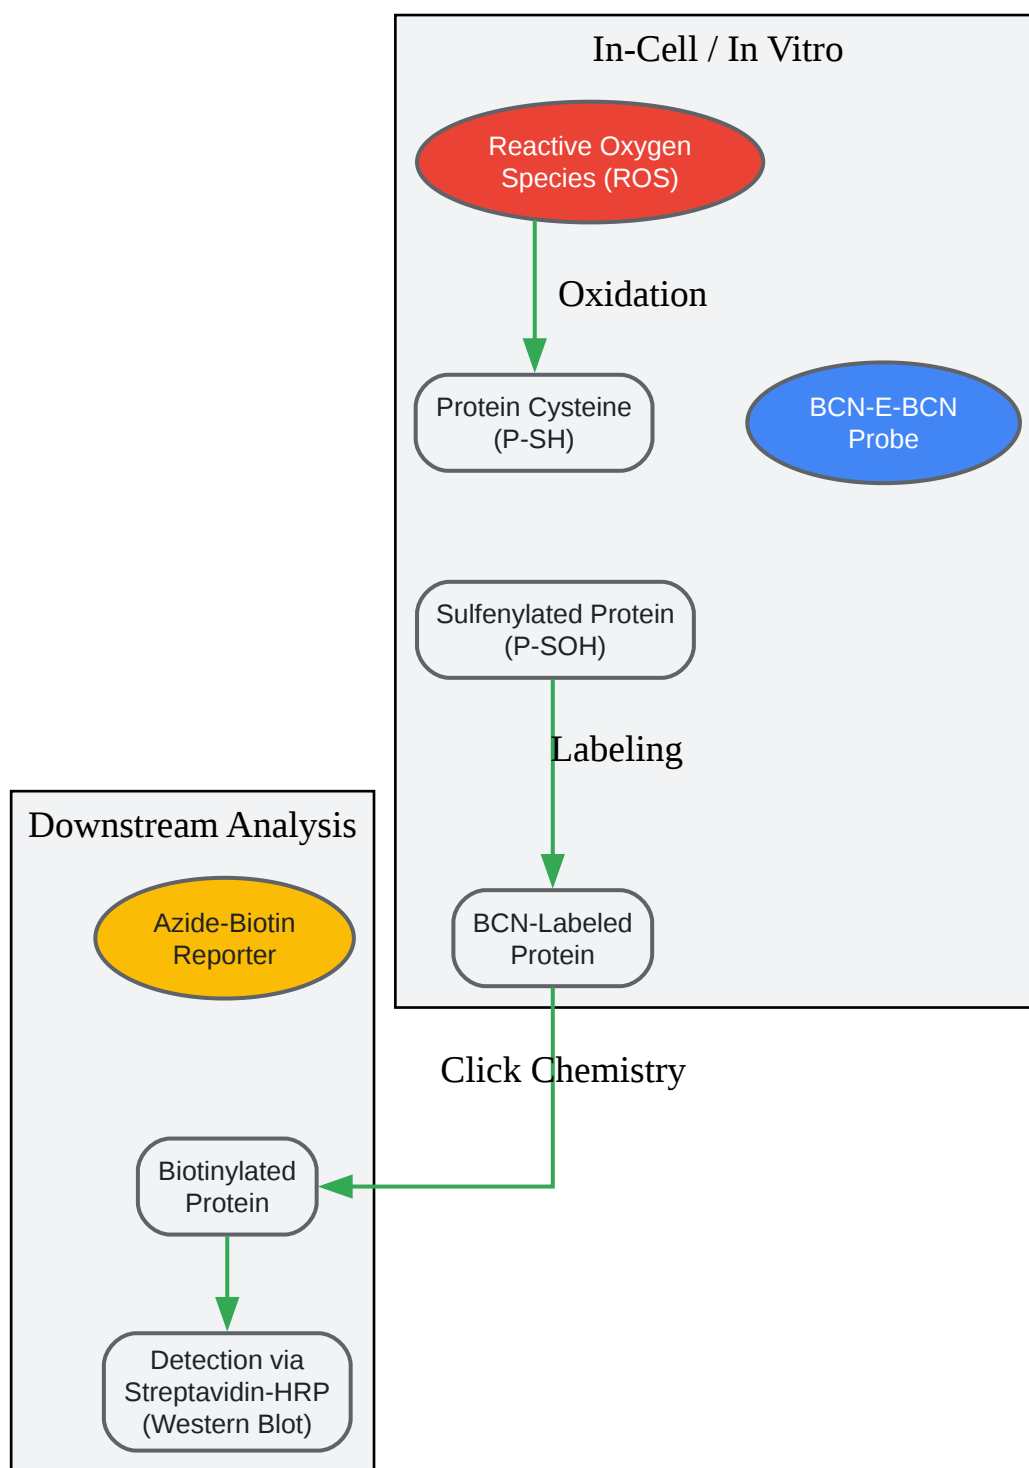 In-Cell / In Vitro
Reactive Oxygen
Species (ROS)
Oxidation
Protein Cysteine
(P-SH)
BCN-E-BCN
Probe
Sulfenylated Protein
(P-SOH)
Labeling
BCN-Labeled
Protein
Downstream Analysis
Azide-Biotin
Reporter
Click Chemistry
Biotinylated
Protein
Detection via
Streptavidin-HRP
(Western Blot)